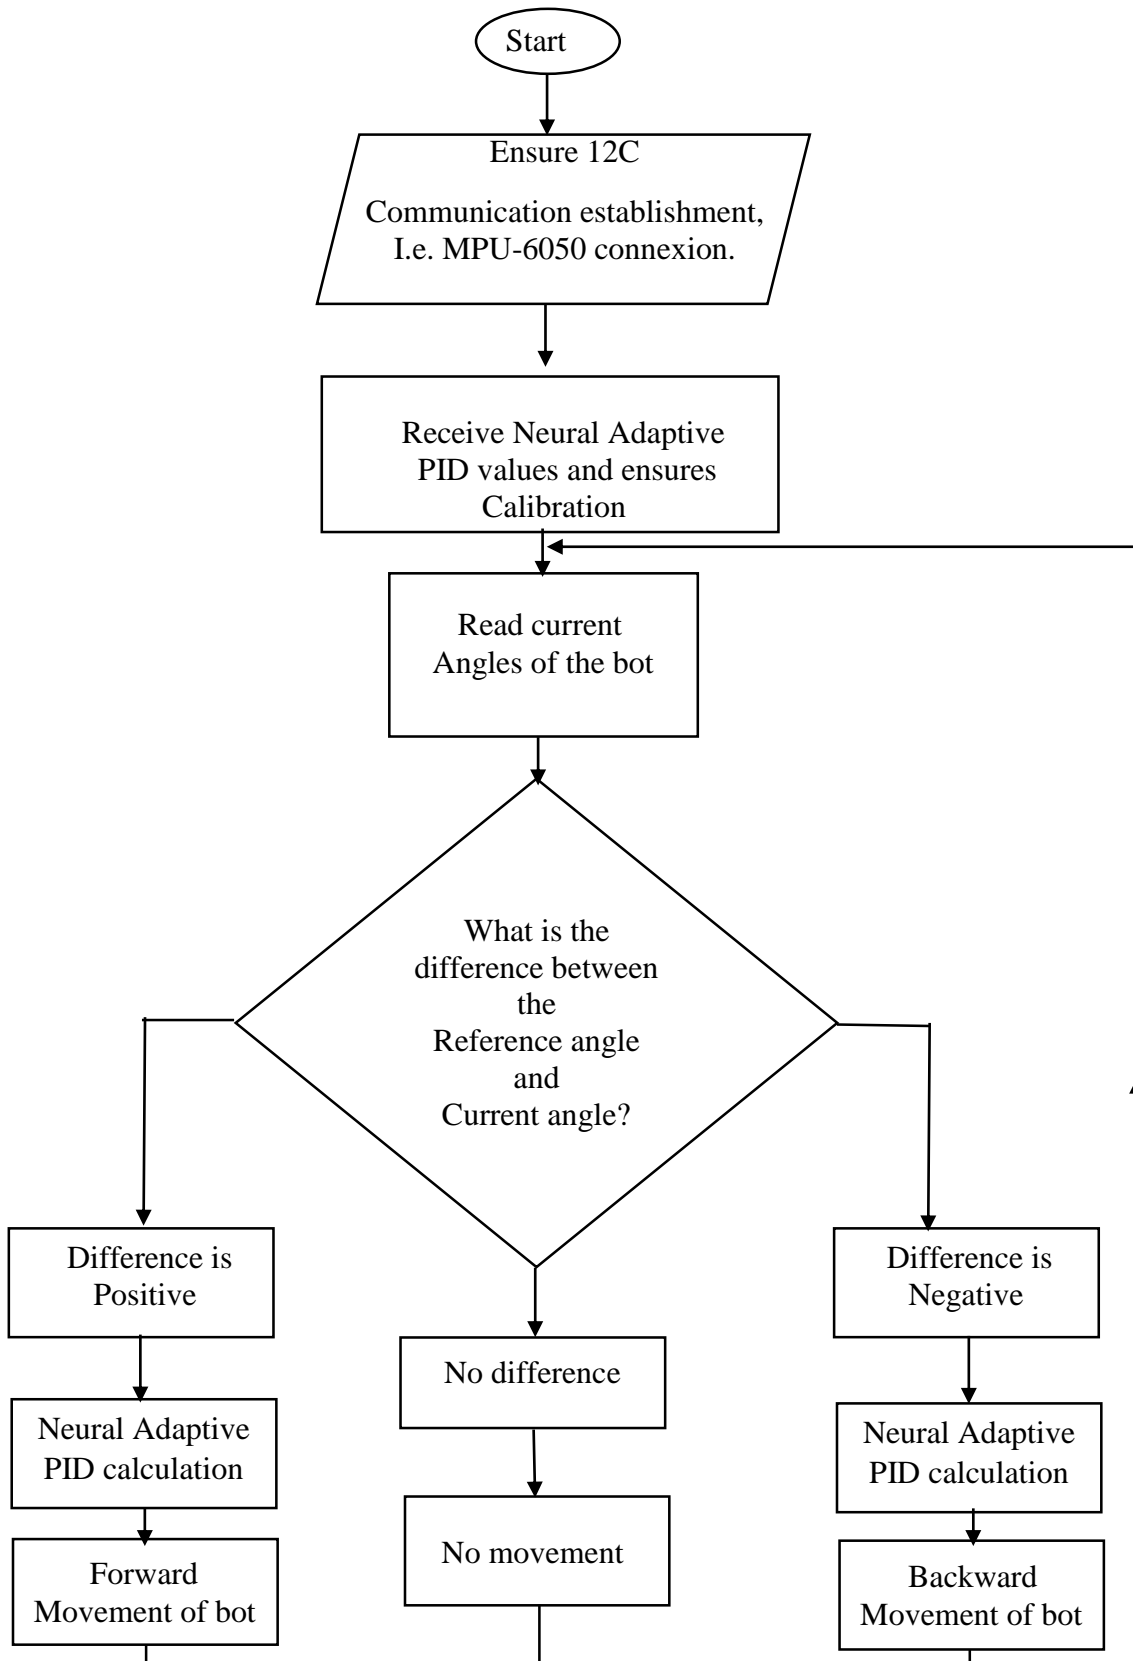 Start
Ensure 12C
Communication establishment,
I.e. MPU-6050 connexion.
Receive Neural Adaptive
PID values and ensures
Calibration
Read current
Angles of the bot
What is the
difference between
the
Reference angle
and
Current angle?
Difference is
Positive
Neural Adaptive
PID calculation
Forward
Movement of bot
No difference
No movement
Difference is
Negative
Neural Adaptive
PID calculation
Backward
Movement of bot